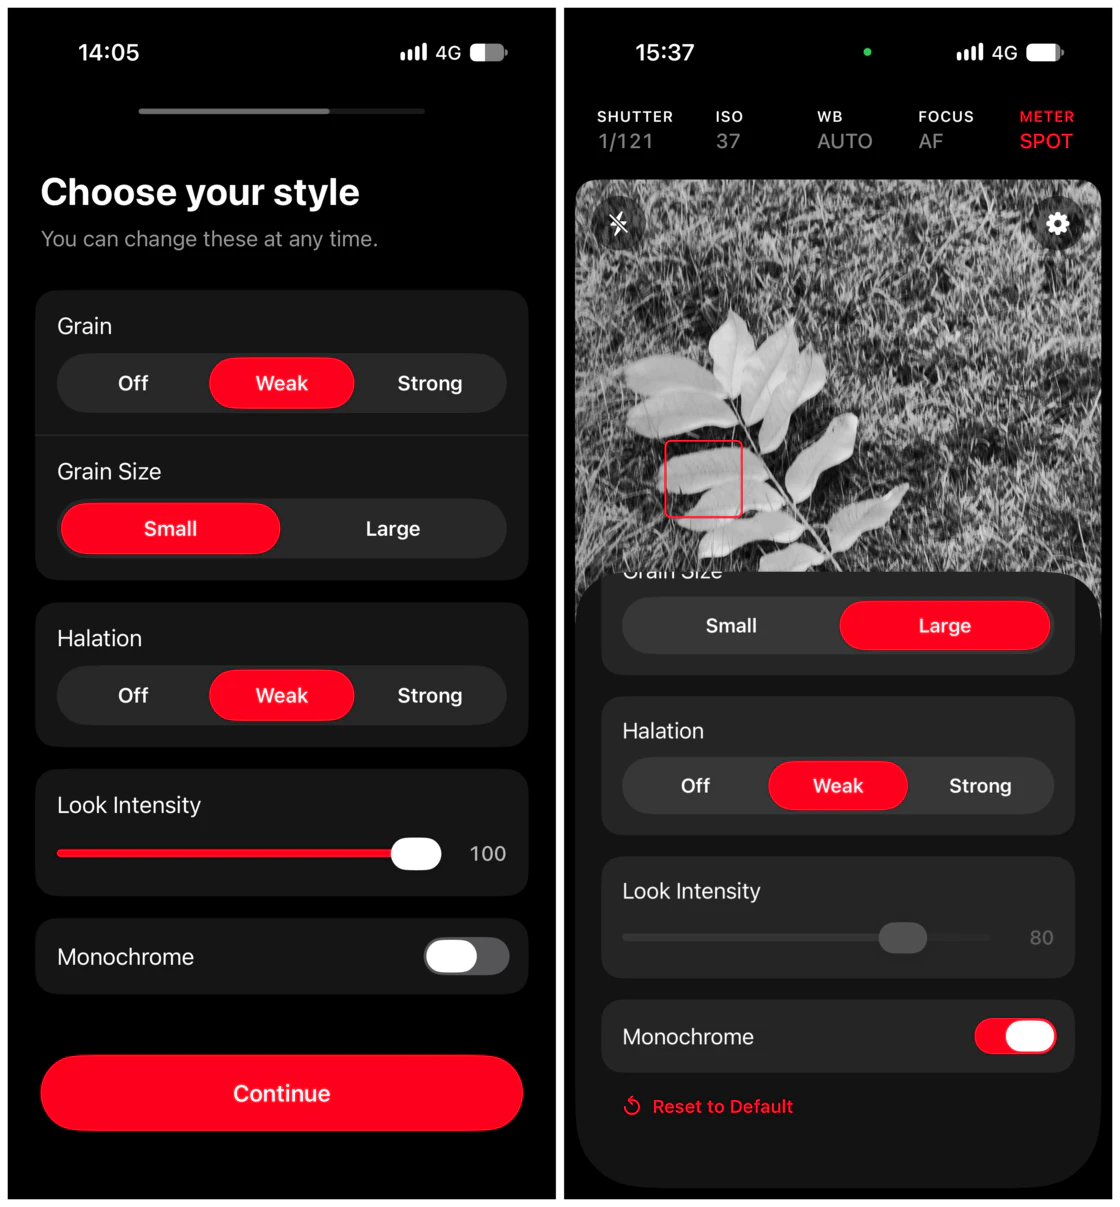 14:05
4G
Choose your style
You can change these at any time.
Grain
Off Weak Strong
Grain Size
Small Large
Halation
Off Weak Strong
Look Intensity
100
Monochrome
Continue
15:37
4G
SHUTTER ISO WB FOCUS METER
1/121 37 AUTO AF SPOT
Grain Size
Small Large
Halation
Off Weak Strong
Look Intensity
80
Monochrome
Reset to Default